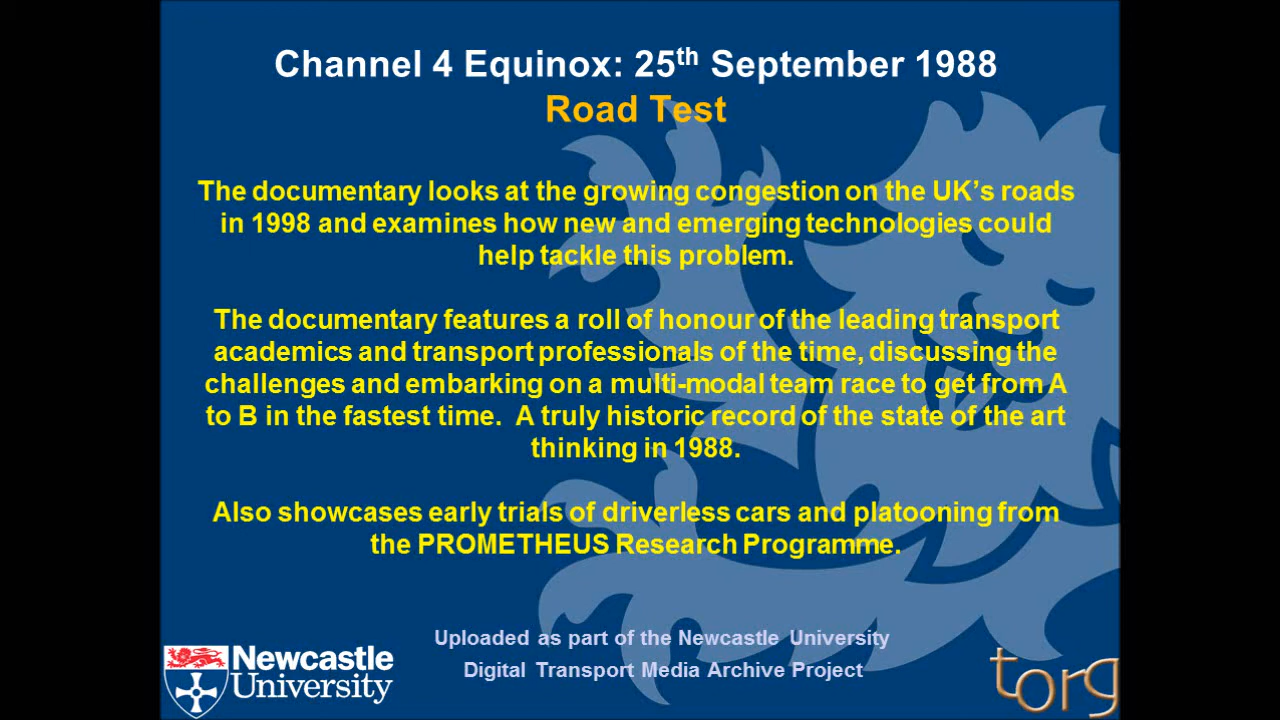 Channel 4 Equinox: 25th September 1988
Road Test
The documentary looks at the growing congestion on the UK’s roads
in 1998 and examines how new and emerging technologies could
help tackle this problem.
The documentary features a roll of honour of the leading transport
academics and transport professionals of the time, discussing the
challenges and embarking on a multi-modal team race to get from A
to B in the fastest time. A truly historic record of the state of the art
thinking in 1988.
Also showcases early trials of driverless cars and platooning from
the PROMETHEUS Research Programme.
Uploaded as part of the Newcastle University
Digital Transport Media Archive Project
Newcastle
University
torg